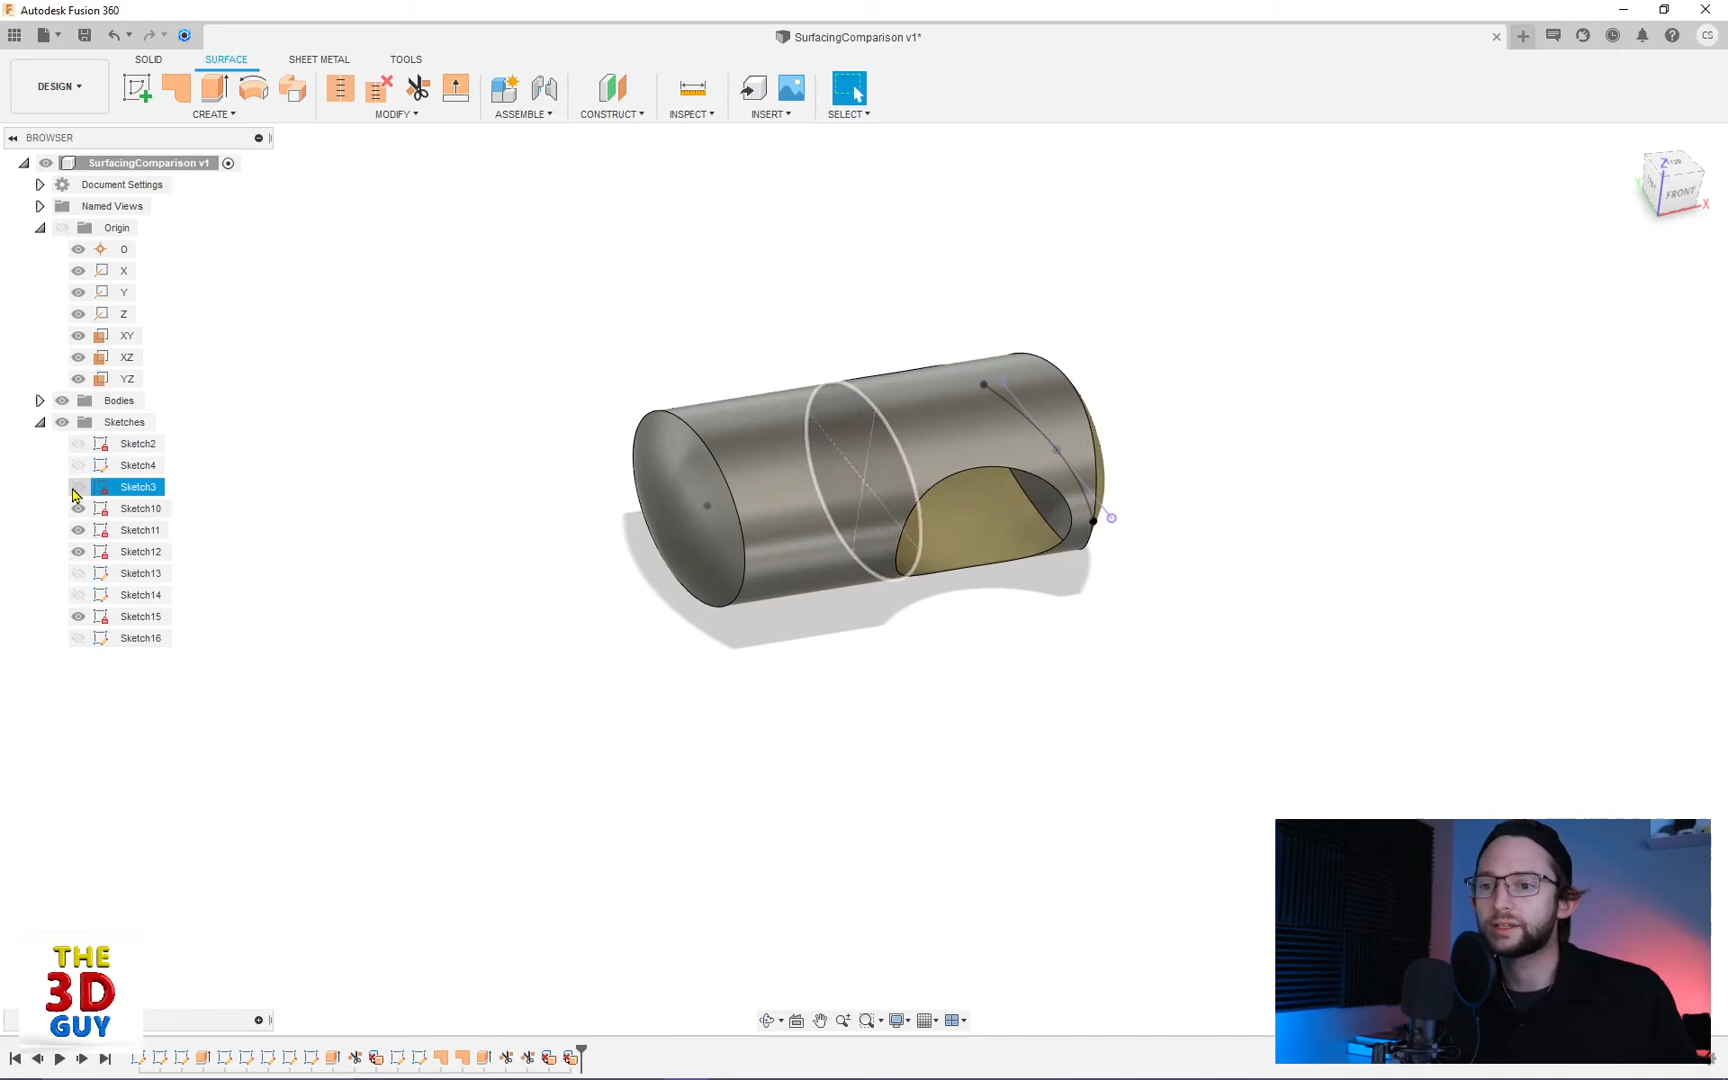 Autodesk Fusion 360
SurfacingComparison v1*
CS
SOLID
SURFACE
SHEET METAL
TOOLS
DESIGN
CREATE
MODIFY
ASSEMBLE
CONSTRUCT
INSPECT
INSERT
SELECT
BROWSER
SurfacingComparison v1
Document Settings
Named Views
Origin
O
X
Y
Z
XY
XZ
YZ
Bodies
Sketches
Sketch2
Sketch4
Sketch3
Sketch10
Sketch11
Sketch12
Sketch13
Sketch14
Sketch15
Sketch16
Z
TOP
FRONT
X
THE
3D
GUY